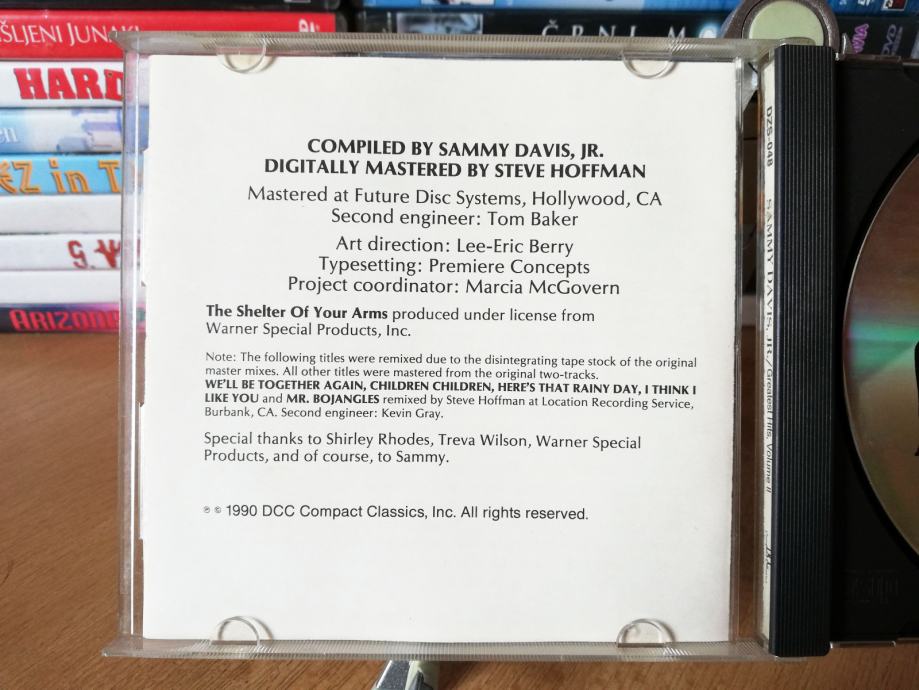 ŠLJENI JUNAK
HARD
Z in T
ARIZON
COMPILED BY SAMMY DAVIS, JR.
DIGITALLY MASTERED BY STEVE HOFFMAN
Mastered at Future Disc Systems, Hollywood, CA
Second engineer: Tom Baker
Art direction: Lee-Eric Berry
Typesetting: Premiere Concepts
Project coordinator: Marcia McGovern
The Shelter Of Your Arms produced under license from
Warner Special Products, Inc.
Note: The following titles were remixed due to the disintegrating tape stock of the original
master mixes. All other titles were mastered from the original two-tracks.
WE'LL BE TOGETHER AGAIN, CHILDREN CHILDREN, HERE'S THAT RAINY DAY, I THINK I
LIKE YOU and MR. BOJANGLES remixed by Steve Hoffman at Location Recording Service,
Burbank, CA. Second engineer: Kevin Gray.
Special thanks to Shirley Rhodes, Treva Wilson, Warner Special
Products, and of course, to Sammy.
℗ © 1990 DCC Compact Classics, Inc. All rights reserved.
DZS-048 SAMMY DAVIS, JR./Greatest Hits, Volume II